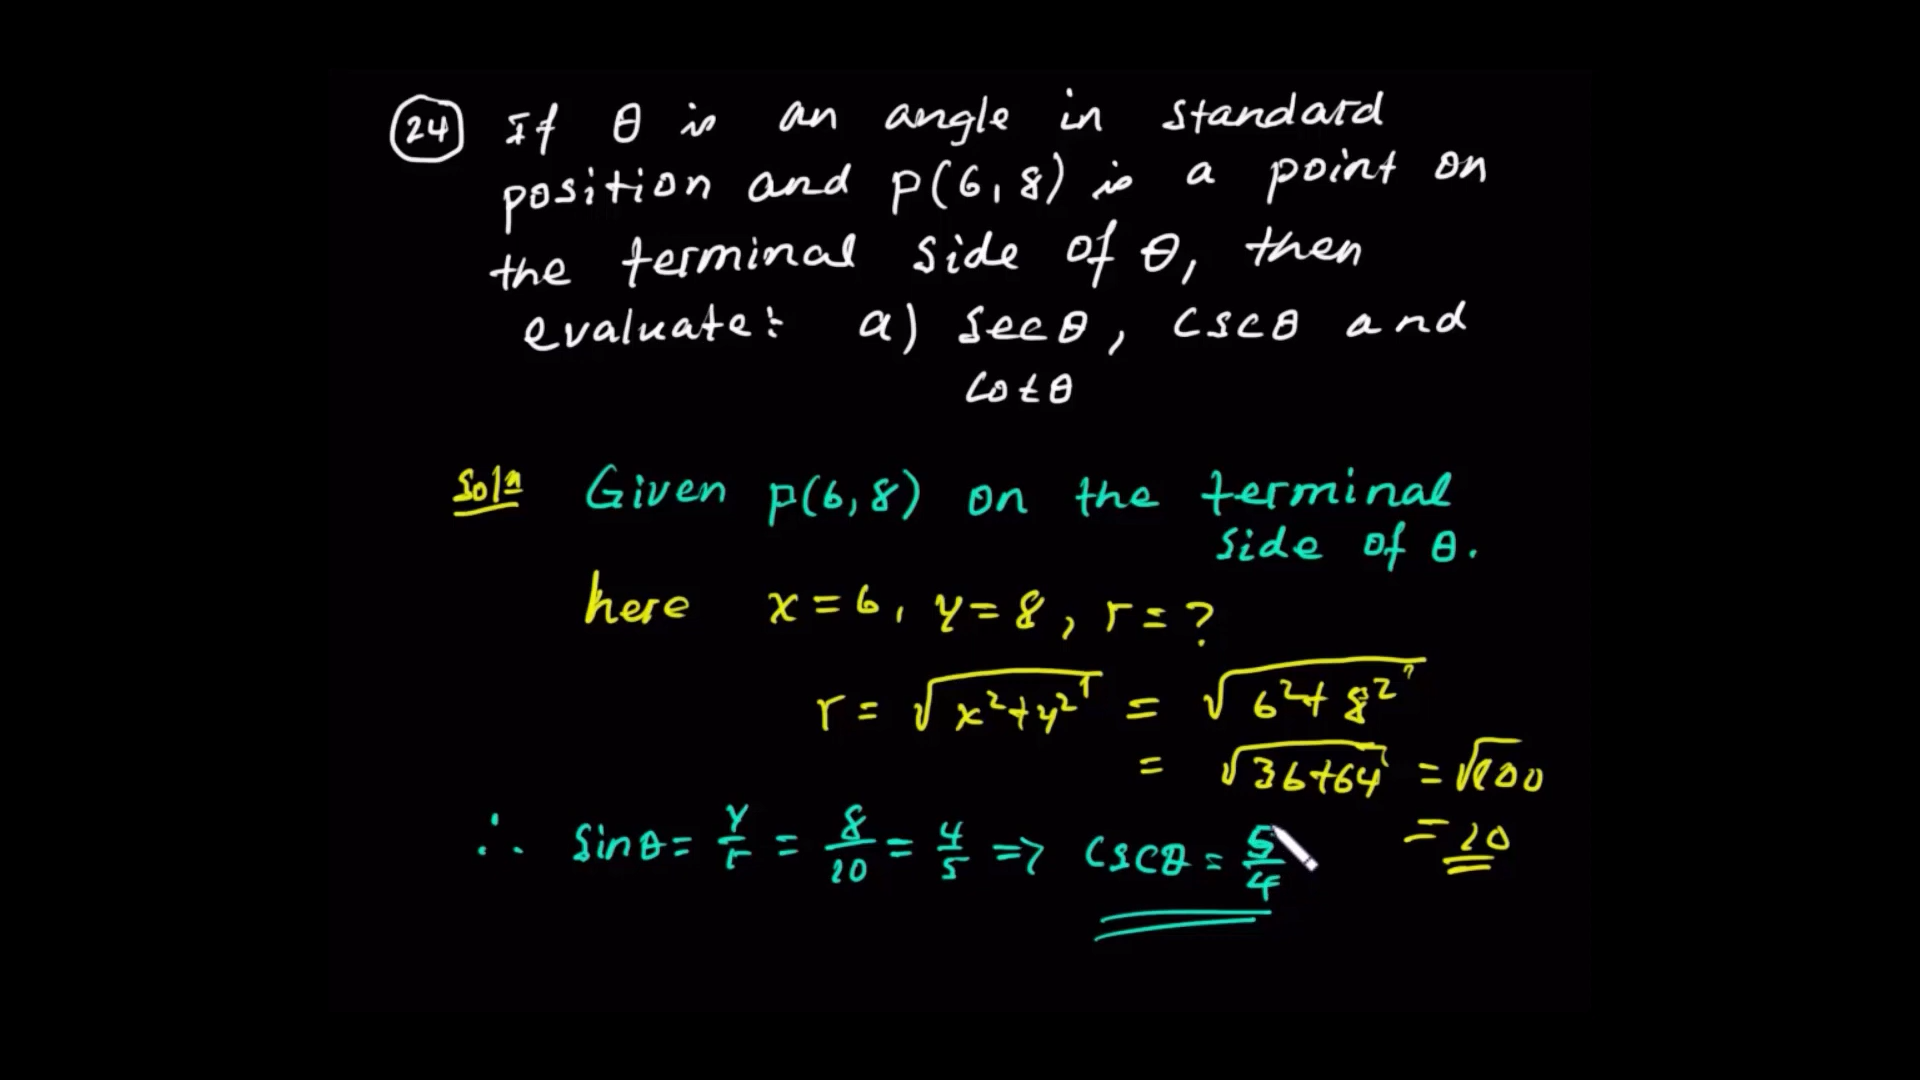 24 If θ is an angle in standard
position and p(6,8) is a point on
the terminal side of θ, then
evaluate: a) secθ, cscθ and
cotθ
Soln Given p(6,8) on the terminal
side of θ.
here x=6, y=8, r=?
r = √x²+y² = √6²+8²
= √36+64 = √100
= 10
∴ sinθ = y/r = 8/10 = 4/5 => cscθ = 5/4